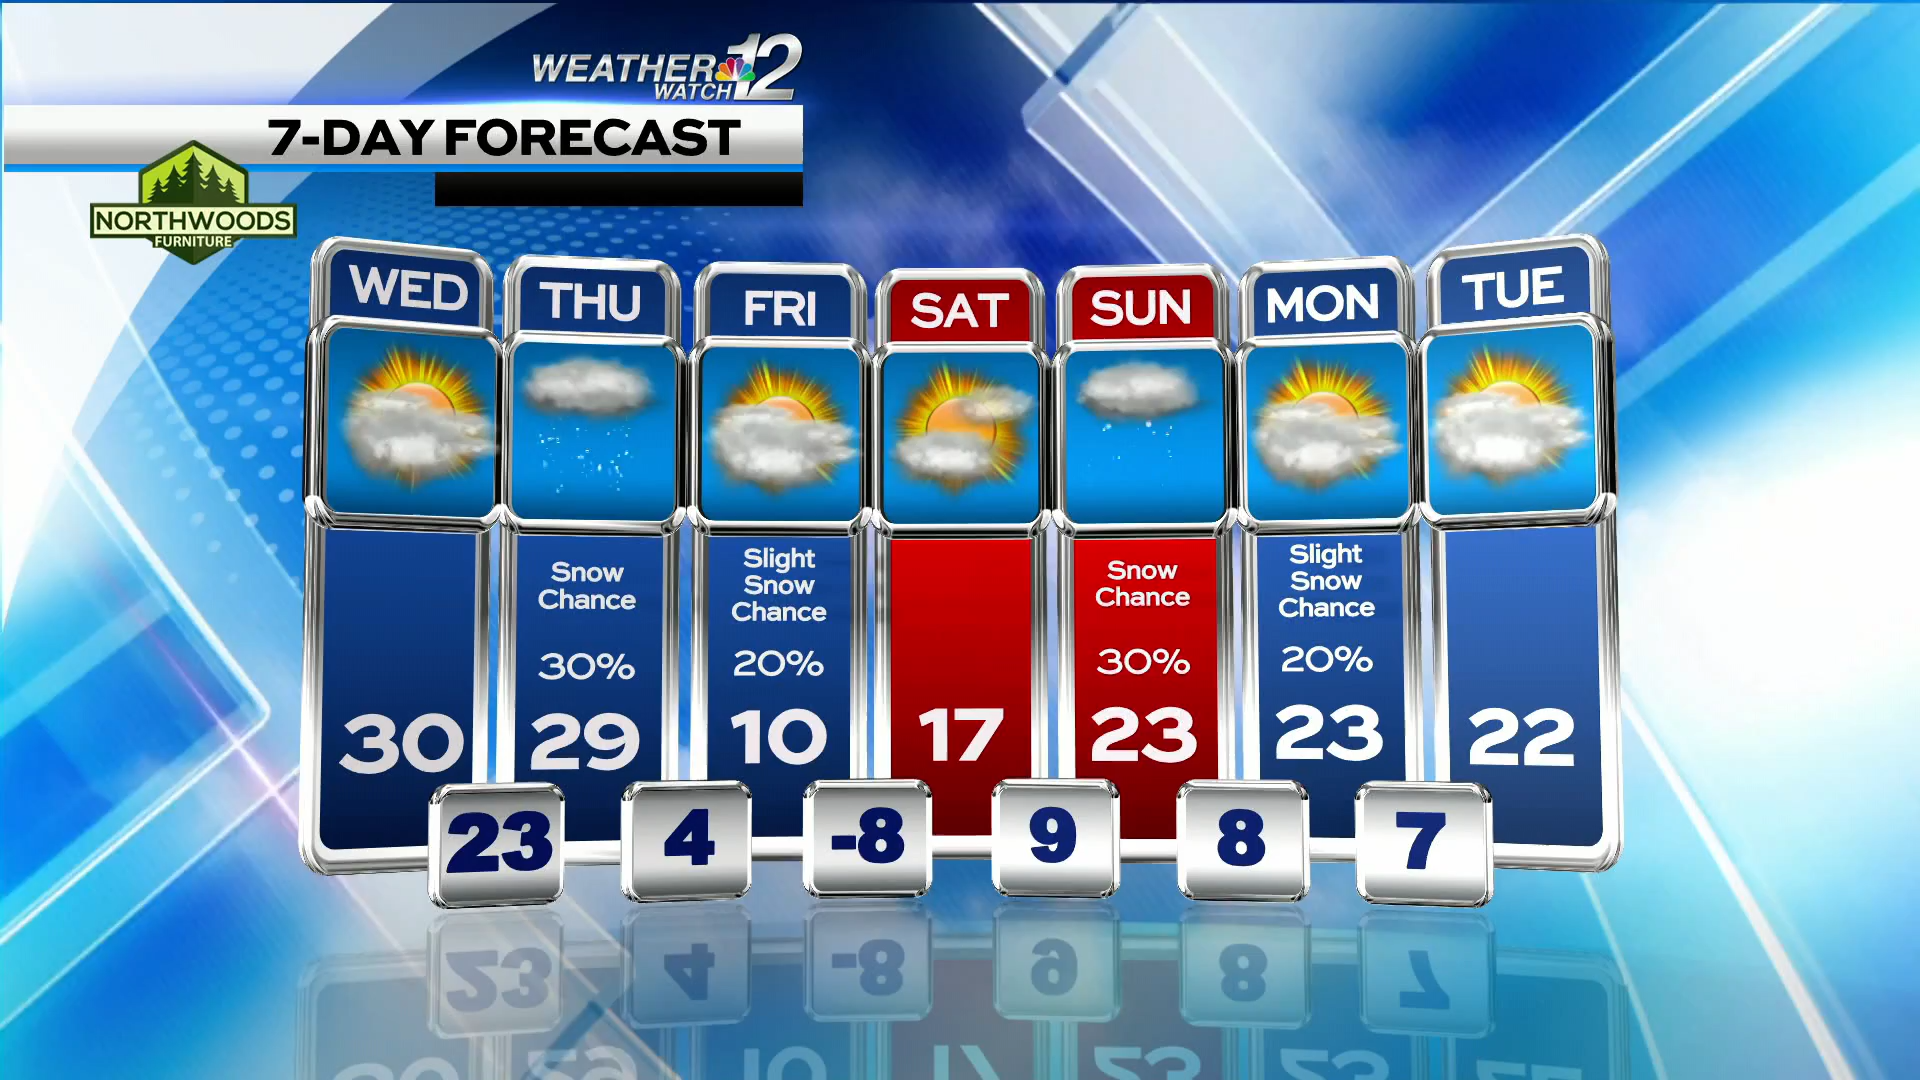 WEATHER
WATCH
12
7-DAY FORECAST
NORTHWOODS
FURNITURE
WED
THU
FRI
SAT
SUN
MON
TUE
Snow
Chance
30%
Slight
Snow
Chance
20%
Snow
Chance
30%
Slight
Snow
Chance
20%
30
29
10
17
23
23
22
23
4
-8
9
8
7